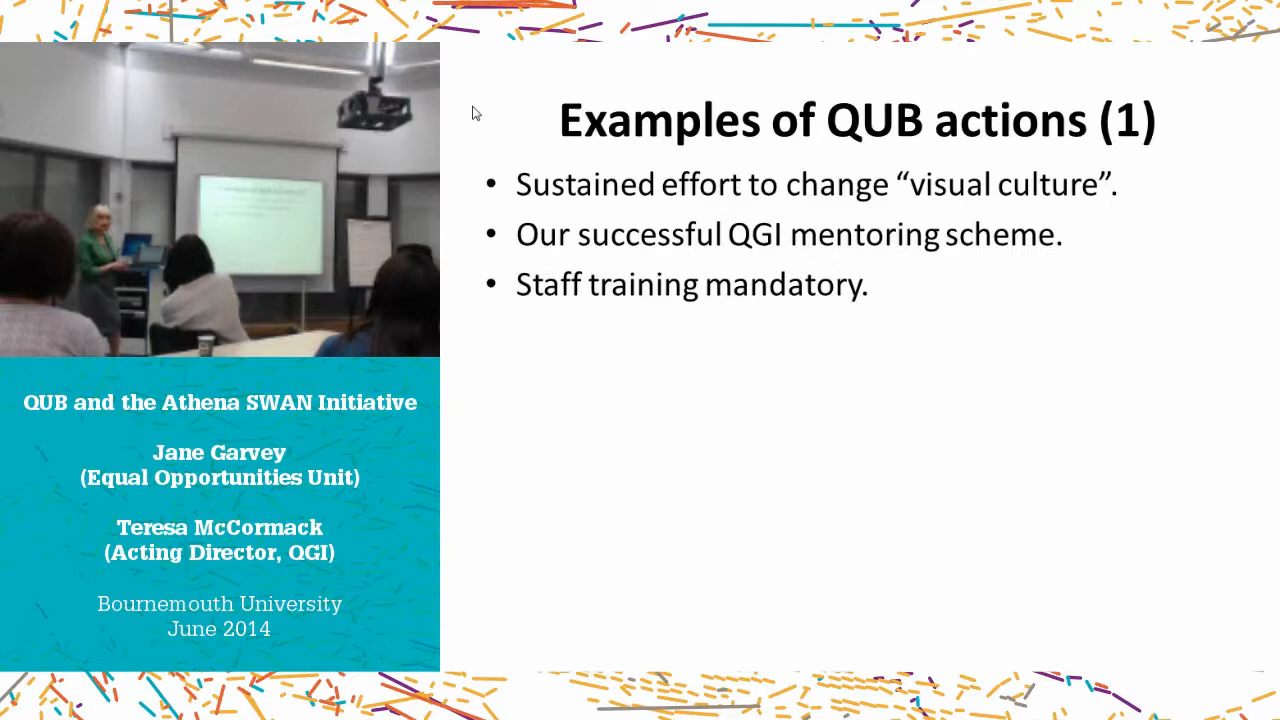 Examples of QUB actions (1)
• Sustained effort to change “visual culture”.
• Our successful QGI mentoring scheme.
• Staff training mandatory.
QUB and the Athena SWAN Initiative
Jane Garvey
(Equal Opportunities Unit)
Teresa McCormack
(Acting Director, QGI)
Bournemouth University
June 2014